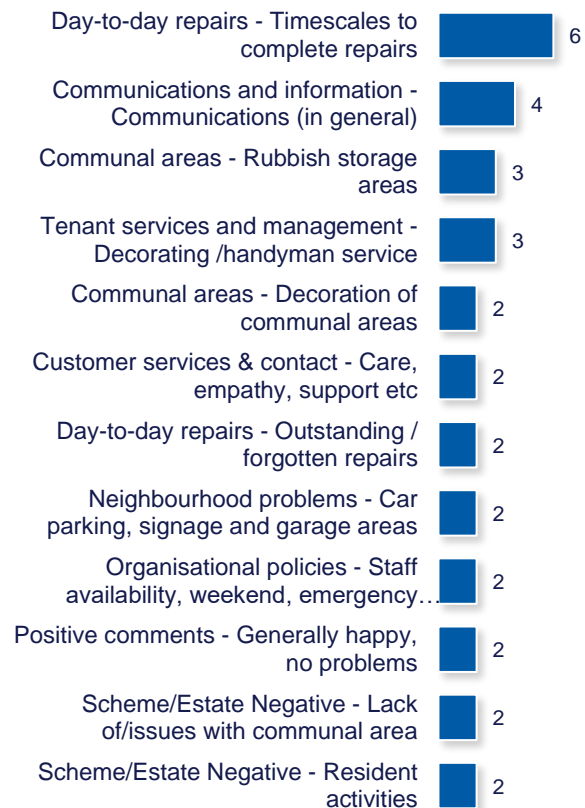 Day-to-day repairs - Timescales to
complete repairs
6
Communications and information -
Communications (in general)
4
Communal areas - Rubbish storage
areas
3
Tenant services and management -
Decorating /handyman service
3
Communal areas - Decoration of
communal areas
2
Customer services & contact - Care,
empathy, support etc
2
Day-to-day repairs - Outstanding /
forgotten repairs
2
Neighbourhood problems - Car
parking, signage and garage areas
2
Organisational policies - Staff
availability, weekend, emergency…
2
Positive comments - Generally happy,
no problems
2
Scheme/Estate Negative - Lack
of/issues with communal area
2
Scheme/Estate Negative - Resident
activities
2